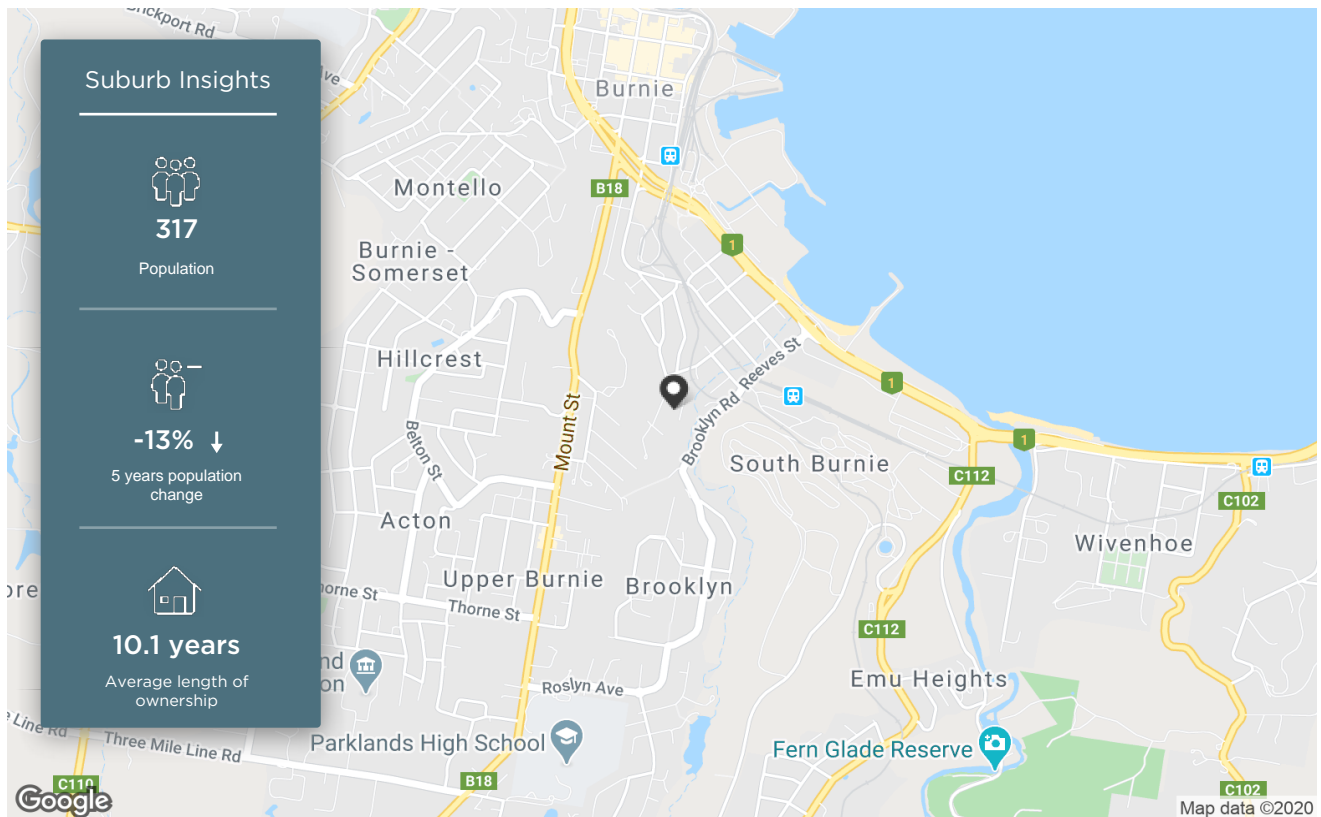 Suburb Insights
317
Population
-13% ↓
5 years population
change
10.1 years
Average length of
ownership
Burnie
Montello
B18
1
Burnie -
Somerset
Hillcrest
Mount St
Belton St
Reeves St
Brooklyn Rd
1
1
South Burnie
C112
C102
Acton
Wivenhoe
Upper Burnie
Brooklyn
Thorne St
C112
Emu Heights
Roslyn Ave
Parklands High School
Three Mile Line Rd
Fern Glade Reserve
B18
C110
C102
Google
Map data ©2020